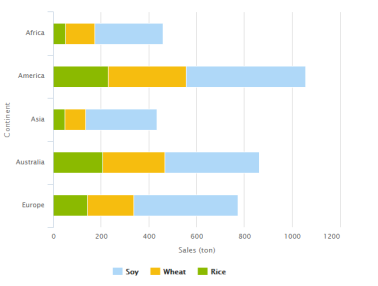 Africa
America
Asia
Australia
Europe
Continent
0 200 400 600 800 1000 1200
Sales (ton)
Soy Wheat Rice